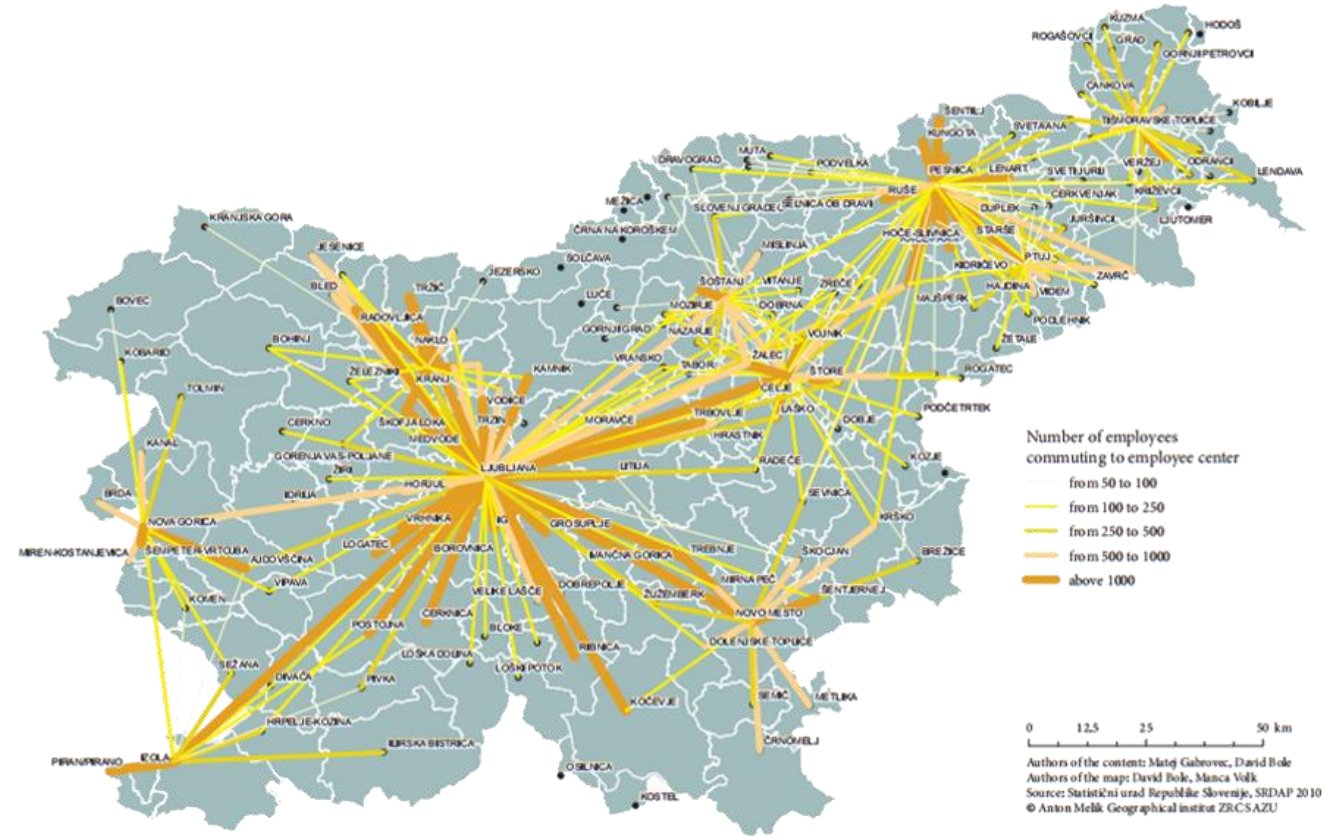 KUZMA
HODOŠ
ROGAŠOVCI
GRAD
GORNJI PETROVCI
CANKOVA
KOBILJE
ŠENTILJ
TIŠMORAVSKE TOPLICE
KUNGOTA
SVETA ANA
MUTA
DRAVOGRAD
PODVELKA
PESNICA
LENART
SVETI JURIJ
VERŽEJ
ODRANCI
LENDAVA
RUŠE
CERKVENJAK
KRIŽEVCI
MEŽICA
SLOVENJ GRADEC
SELNICA OB DRAVI
DUPLEK
JURŠINCI
LJUTOMER
KRANJSKA GORA
ČRNA NA KOROŠKEM
HOČE-SLIVNICA
STARŠE
JESENICE
MISLINJA
SOLČAVA
KIDRIČEVO
PTUJ
ZAVRČ
JEZERSKO
ŠOŠTANJ
VITANJE
ZREČE
HAJDINA
VIDEM
BLED
TRŽIČ
LUČE
MOZIRJE
DOBRNA
MAJŠPERK
BOVEC
RADOVLJICA
PODLEHNIK
GORNJI GRAD
NAZARJE
VOJNIK
BOHINJ
NAKLO
ŽETALE
KOBARID
VRANSKO
TABOR
ŽALEC
ŽELEZNIKI
KRANJ
KAMNIK
ŠTORE
ROGATEC
TOLMIN
CELJE
VODICE
CERKNO
ŠKOFJA LOKA
TRZIN
MORAVČE
TRBOVLJE
LAŠKO
DOBJE
PODČETRTEK
MEDVODE
HRASTNIK
KANAL
GORENJA VAS-POLJANE
ŽIRI
LJUBLJANA
LITIJA
RADEČE
KOZJE
BRDA
IDRIJA
HORJUL
SEVNICA
NOVA GORICA
VRHNIKA
IG
GROSUPLJE
KRŠKO
MIREN-KOSTANJEVICA
ŠEMPETER-VRTOJBA
AJDOVŠČINA
LOGATEC
BOROVNICA
IVANČNA GORICA
TREBNJE
ŠKOCJAN
BREŽICE
VIPAVA
MIRNA PEČ
KOMEN
VELIKE LAŠČE
DOBREPOLJE
ŽUŽEMBERK
ŠENTJERNEJ
CERKNICA
NOVO MESTO
POSTOJNA
BLOKE
DOLENJSKE TOPLICE
SEŽANA
LOŠKA DOLINA
RIBNICA
DIVAČA
PIVKA
LOŠKI POTOK
KOČEVJE
SEMIČ
METLIKA
HRPELJE-KOZINA
ČRNOMELJ
ILIRSKA BISTRICA
PIRAN/PIRANO
IZOLA
OSILNICA
KOSTEL
Number of employees
commuting to employee center
from 50 to 100
from 100 to 250
from 250 to 500
from 500 to 1000
above 1000
0 12,5 25 50 km
Authors of the content: Matej Gabrovec, David Bole
Authors of the map: David Bole, Manca Volk
Source: Statistični urad Republike Slovenije, SRDAP 2010
© Anton Melik Geographical institut ZRC SAZU